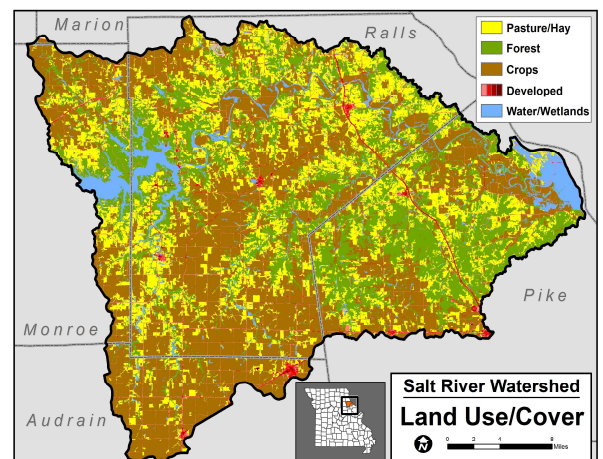 Marion
Ralls
Pasture/Hay
Forest
Crops
Developed
Water/Wetlands
Pike
Monroe
Audrain
Salt River Watershed
Land Use/Cover
N
0 2 4 8
Miles